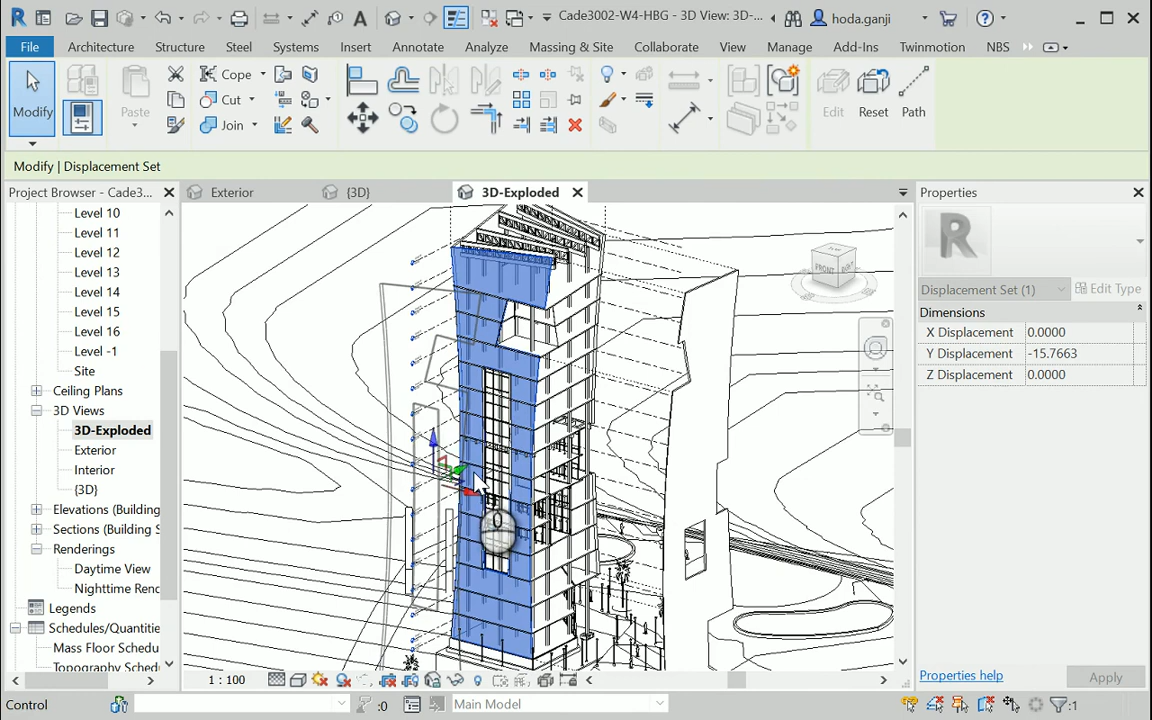 Cade3002-W4-HBG - 3D View: 3D-...
hoda.ganji
File
Architecture
Structure
Steel
Systems
Insert
Annotate
Analyze
Massing & Site
Collaborate
View
Manage
Add-Ins
Twinmotion
NBS
Modify
Paste
Cope
Cut
Join
Edit
Reset
Path
Modify | Displacement Set
Project Browser - Cade3...
Exterior
{3D}
3D-Exploded
Properties
Level 10
Level 11
Level 12
Level 13
Level 14
Level 15
Level 16
Level -1
Site
Ceiling Plans
3D Views
3D-Exploded
Exterior
Interior
{3D}
Elevations (Building
Sections (Building S
Renderings
Daytime View
Nighttime Renc
Legends
Schedules/Quantitie
Mass Floor Schedu
Topography Sched
FRONT
R
Displacement Set (1)
Edit Type
Dimensions
X Displacement 0.0000
Y Displacement -15.7663
Z Displacement 0.0000
Properties help
Apply
1 : 100
Control
:0
Main Model
:1